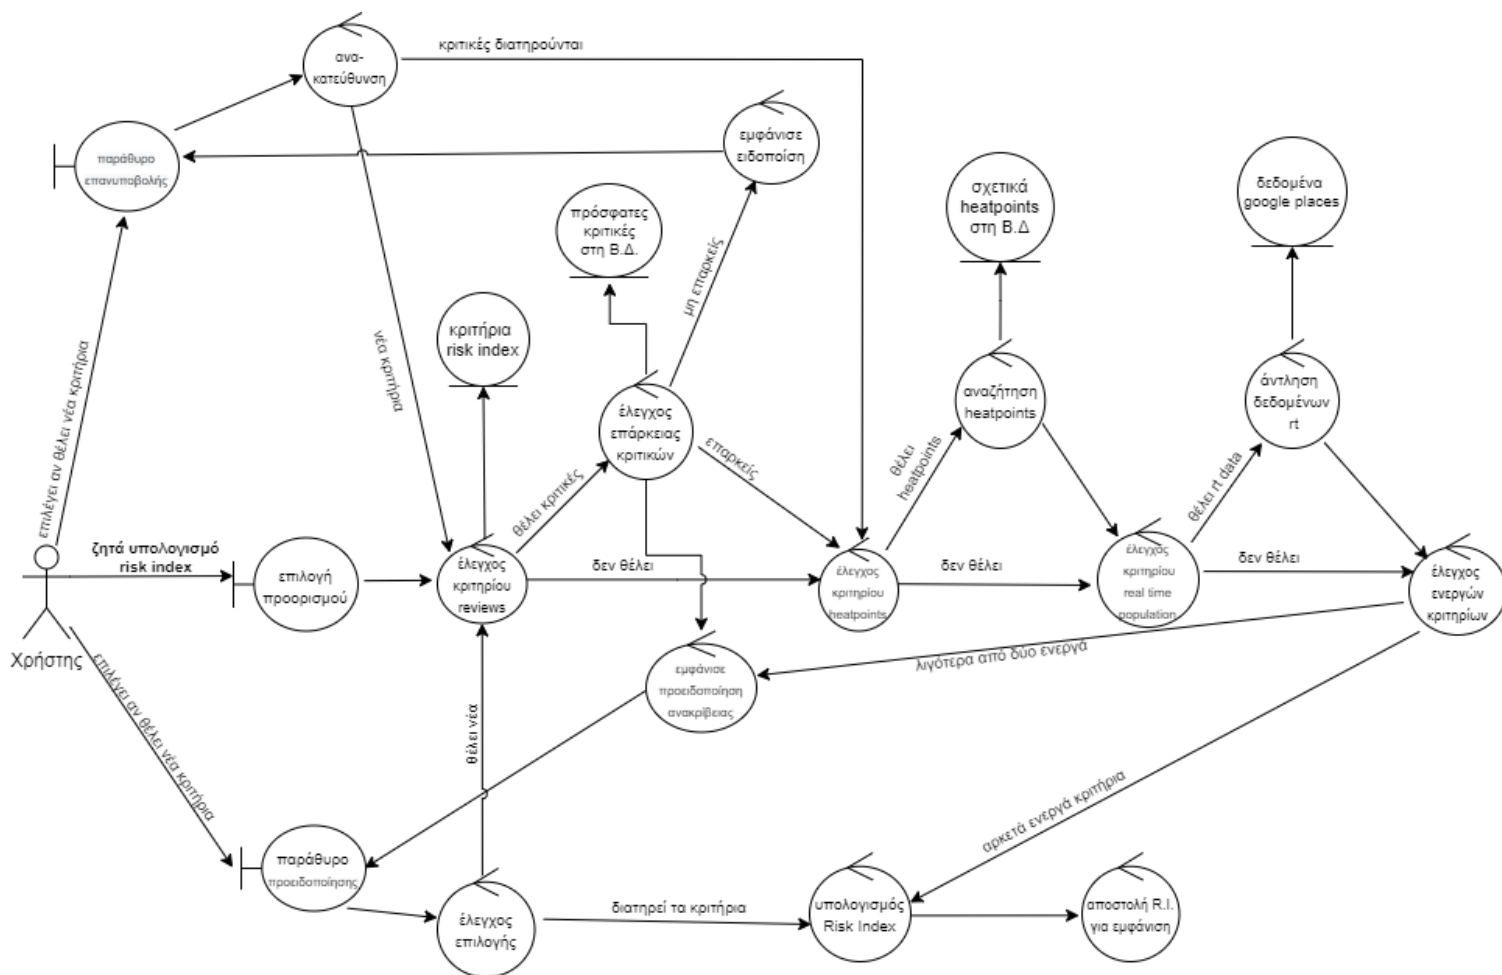 ανα-
κατεύθυνση
κριτικές διατηρούνται
παράθυρο
επανυποβολής
εμφάνισε
ειδοποίση
σχετικά
heatpoints
στη Β.Δ
δεδομένα
google places
πρόσφατες
κριτικές
στη Β.Δ.
μη επαρκείς
κριτήρια
risk index
νέα κριτήρια
επιλέγει αν θέλει νέα κριτήρια
έλεγχος
επάρκειας
κριτικών
αναζήτηση
heatpoints
άντληση
δεδομένων
rt
επαρκείς
θέλει
heatpoints
θέλει rt data
θέλει κριτικές
ζητά υπολογισμό
risk index
επιλογή
προορισμού
έλεγχος
κριτηρίου
reviews
δεν θέλει
έλεγχος
κριτηρίου
heatpoints
δεν θέλει
έλεγχος
κριτηρίου
real time
population
δεν θέλει
έλεγχος
ενεργών
κριτηρίων
Χρήστης
επιλέγει αν θέλει νέα κριτήρια
εμφάνισε
προειδοποίηση
ανακρίβειας
λιγότερα από δύο ενεργά
θέλει νέα
αρκετά ενεργά κριτήρια
παράθυρο
προειδοποίησης
έλεγχος
επιλογής
διατηρεί τα κριτήρια
υπολογισμός
Risk Index
αποστολή R.I.
για εμφάνιση